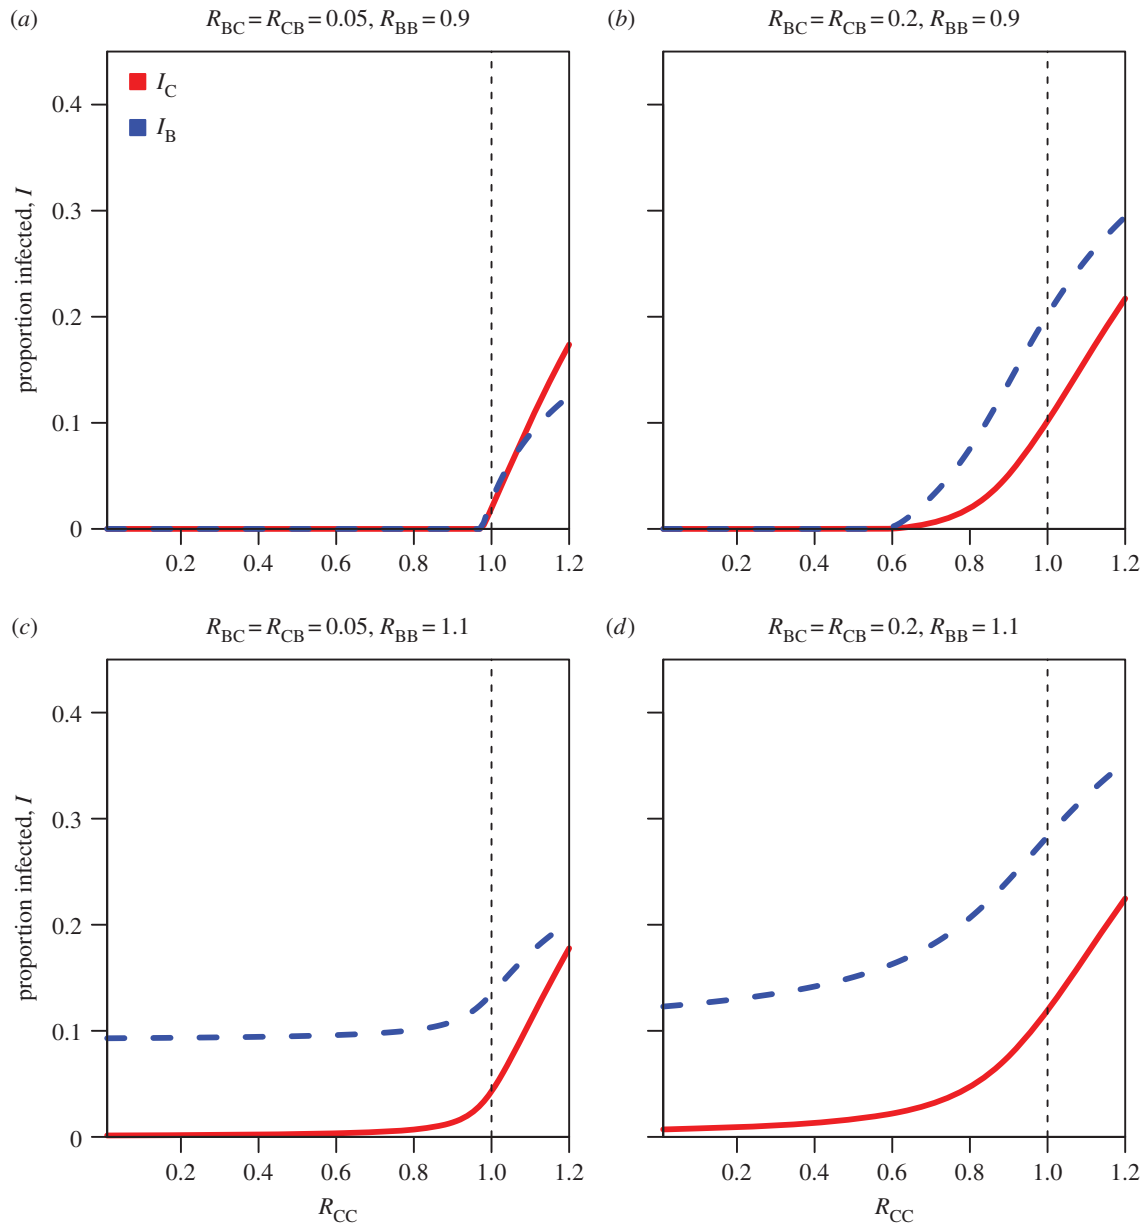 (a) R_BC = R_CB = 0.05, R_BB = 0.9
(b) R_BC = R_CB = 0.2, R_BB = 0.9
I_C
I_B
0.4
0.3
0.2
0.1
0
proportion infected, I
0.2 0.4 0.6 0.8 1.0 1.2
0.2 0.4 0.6 0.8 1.0 1.2
(c) R_BC = R_CB = 0.05, R_BB = 1.1
(d) R_BC = R_CB = 0.2, R_BB = 1.1
0.4
0.3
0.2
0.1
0
proportion infected, I
0.2 0.4 0.6 0.8 1.0 1.2
0.2 0.4 0.6 0.8 1.0 1.2
R_CC
R_CC